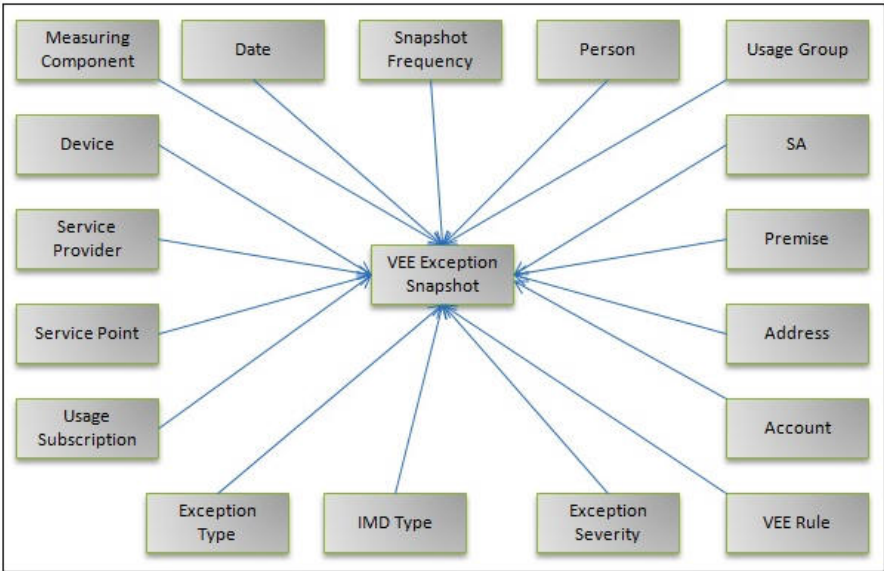 Measuring
Component
Date
Snapshot
Frequency
Person
Usage Group
Device
SA
Service
Provider
Premise
VEE Exception
Snapshot
Service Point
Address
Usage
Subscription
Account
Exception
Type
IMD Type
Exception
Severity
VEE Rule